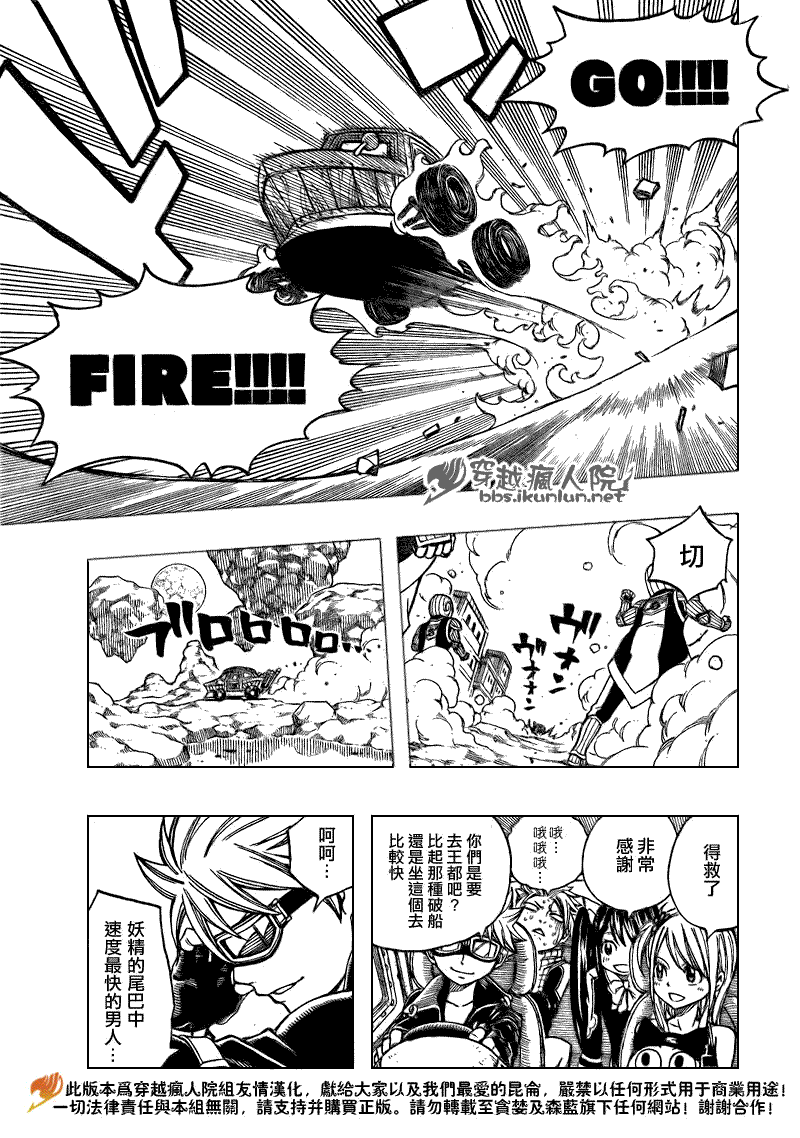 GO!!!!
FIRE!!!!
穿越瘋人院
bbs.ikunlun.net
切
ヴォン
ヴォオン
ブロロロロ...
得救了
非常
感謝
哦…
哦哦
哦…
你們是要
去王都吧？
比起那種破船
還是坐這個去
比較快
呵呵…
妖精的尾巴中
速度最快的男人…
此版本爲穿越瘋人院組友情漢化，獻給大家以及我們最愛的昆侖，嚴禁以任何形式用于商業用途！
一切法律責任與本組無關，請支持并購買正版。請勿轉載至貪婪及森藍旗下任何網站！謝謝合作！